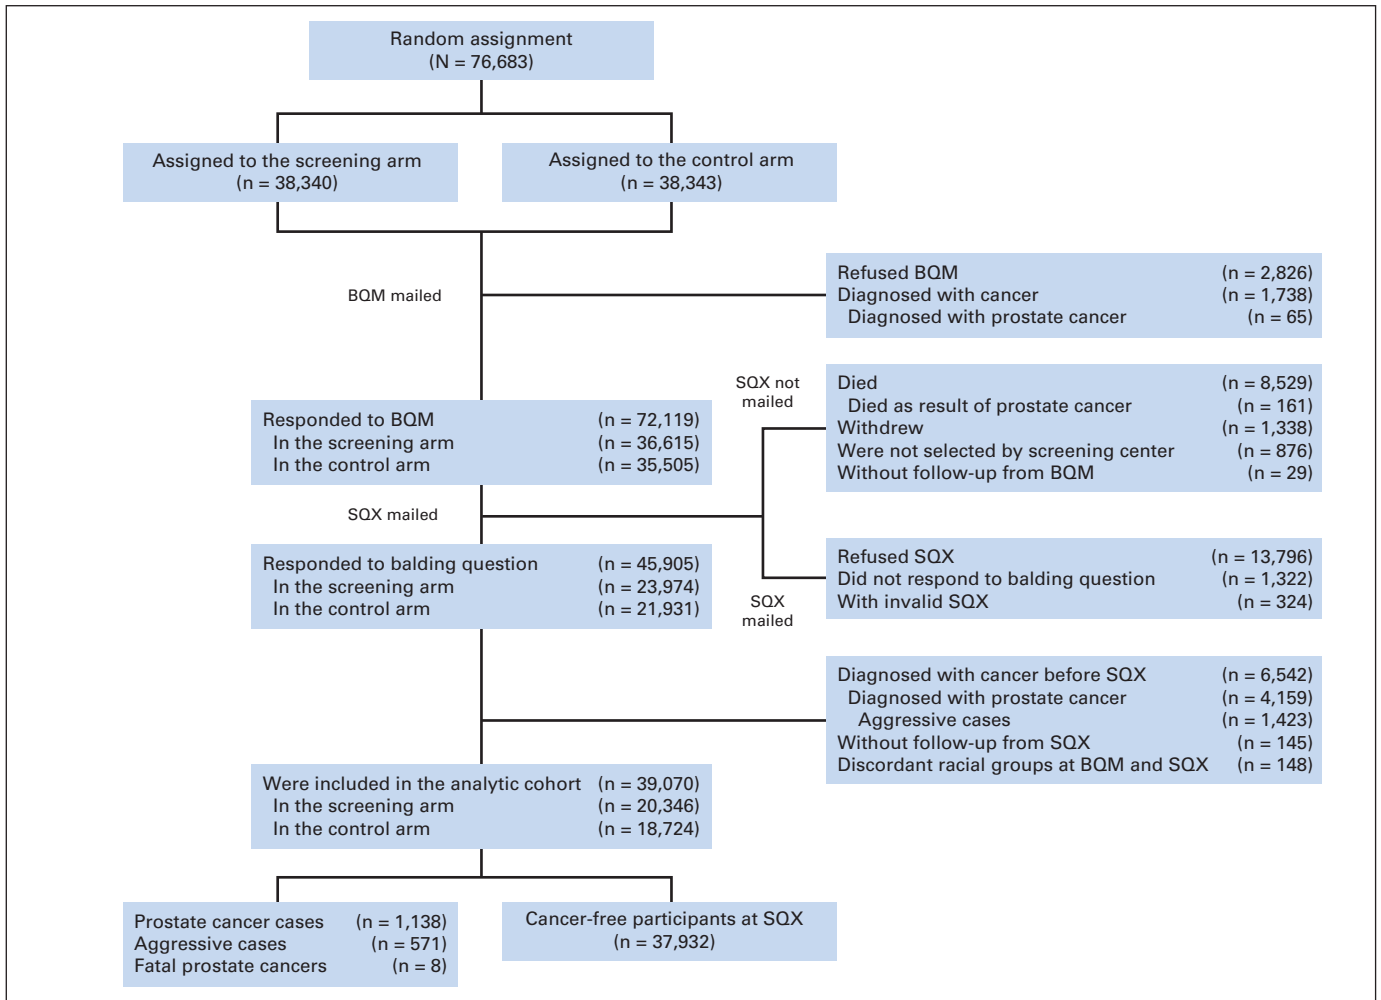 Random assignment
(N = 76,683)
Assigned to the screening arm
(n = 38,340)
Assigned to the control arm
(n = 38,343)
BQM mailed
Refused BQM (n = 2,826)
Diagnosed with cancer (n = 1,738)
Diagnosed with prostate cancer (n = 65)
Responded to BQM (n = 72,119)
In the screening arm (n = 36,615)
In the control arm (n = 35,505)
SQX not
mailed
Died (n = 8,529)
Died as result of prostate cancer (n = 161)
Withdrew (n = 1,338)
Were not selected by screening center (n = 876)
Without follow-up from BQM (n = 29)
SQX mailed
Responded to balding question (n = 45,905)
In the screening arm (n = 23,974)
In the control arm (n = 21,931)
SQX
mailed
Refused SQX (n = 13,796)
Did not respond to balding question (n = 1,322)
With invalid SQX (n = 324)
Diagnosed with cancer before SQX (n = 6,542)
Diagnosed with prostate cancer (n = 4,159)
Aggressive cases (n = 1,423)
Without follow-up from SQX (n = 145)
Discordant racial groups at BQM and SQX (n = 148)
Were included in the analytic cohort (n = 39,070)
In the screening arm (n = 20,346)
In the control arm (n = 18,724)
Prostate cancer cases (n = 1,138)
Aggressive cases (n = 571)
Fatal prostate cancers (n = 8)
Cancer-free participants at SQX
(n = 37,932)